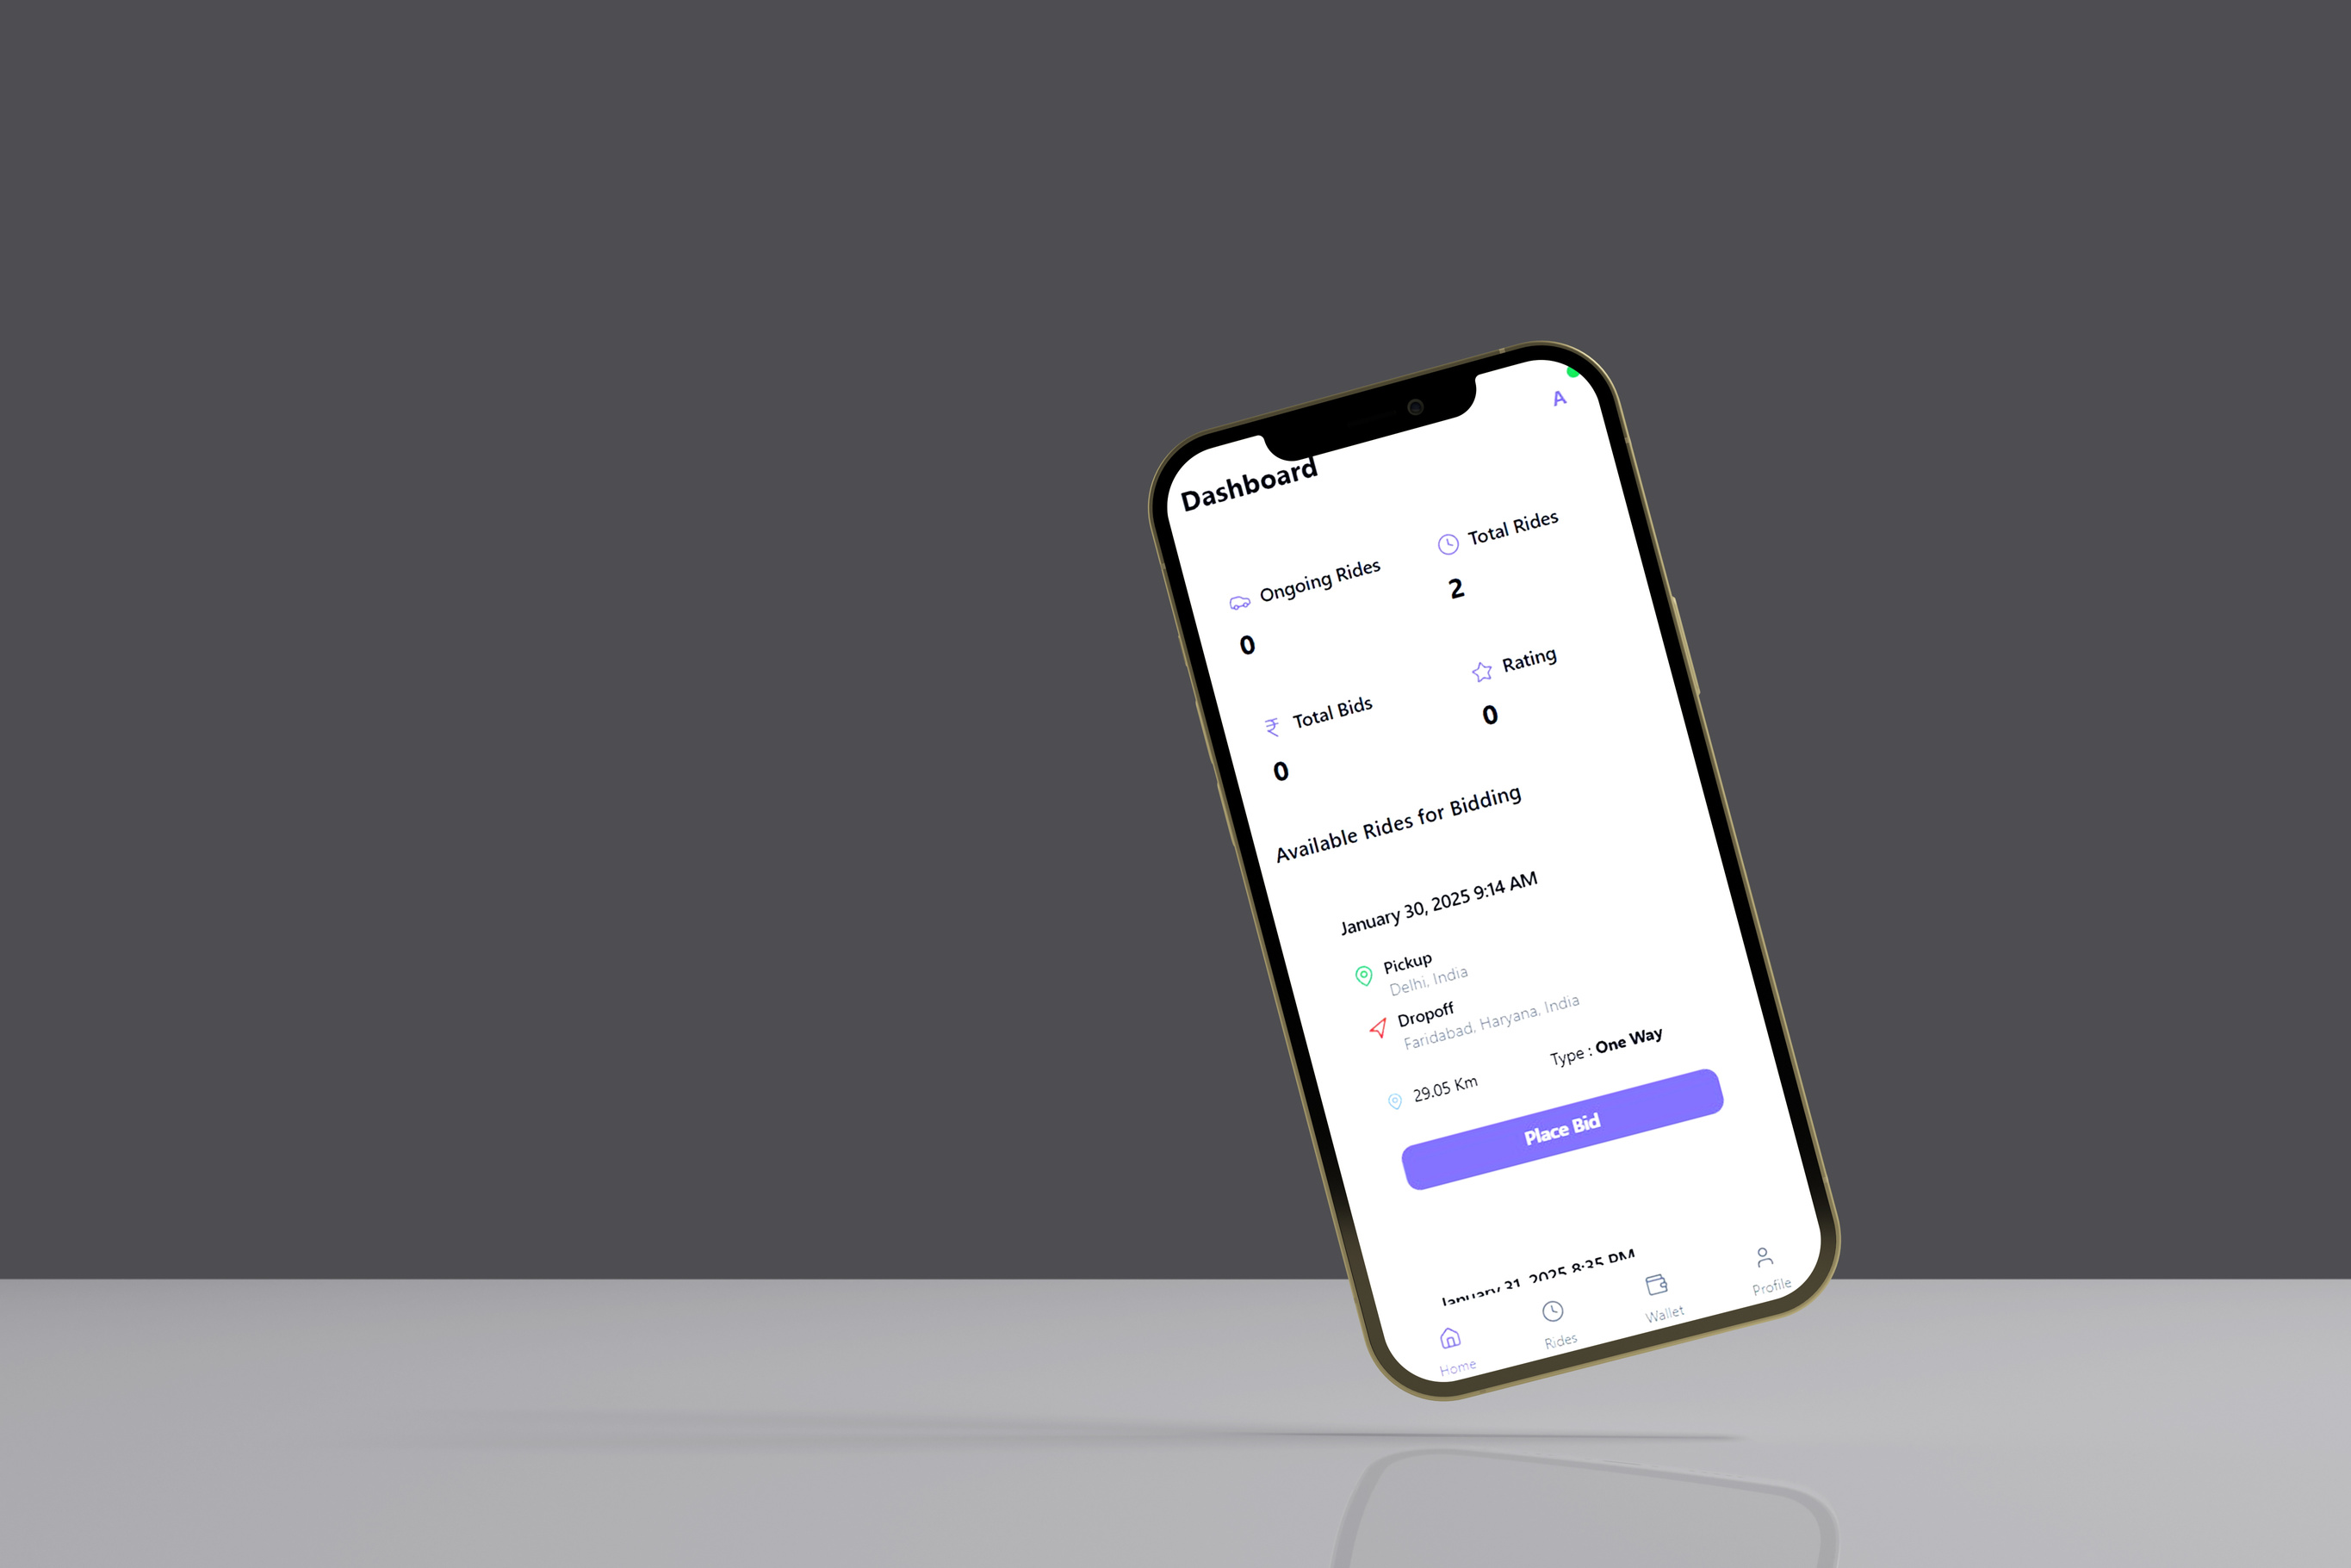 A
Dashboard
Ongoing Rides
Total Rides
0
2
₹ Total Bids
Rating
0
0
Available Rides for Bidding
January 30, 2025 9:14 AM
Pickup
Delhi, India
Dropoff
Faridabad, Haryana, India
29.05 Km
Type : One Way
Place Bid
January 31, 2025 8:35 PM
Home
Rides
Wallet
Profile